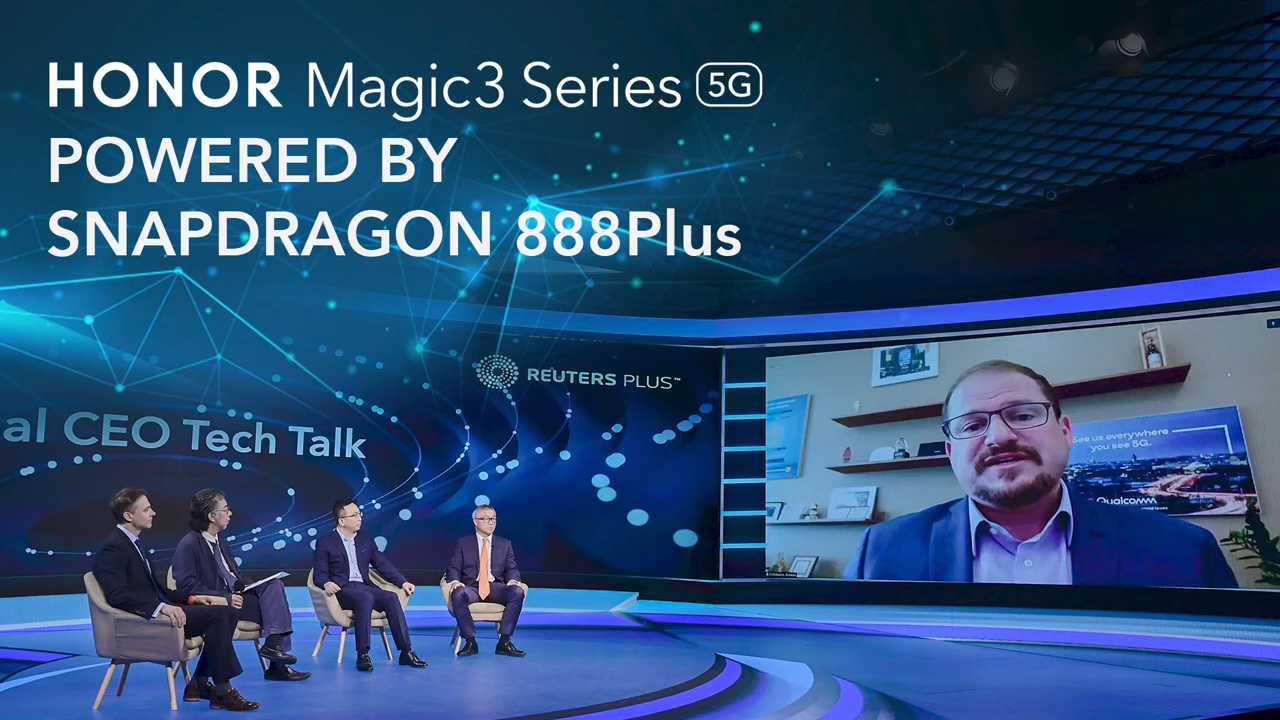 HONOR Magic3 Series 5G
POWERED BY
SNAPDRAGON 888Plus
REUTERS PLUS™
al CEO Tech Talk
See us everywhere
you see 5G.
Qualcomm